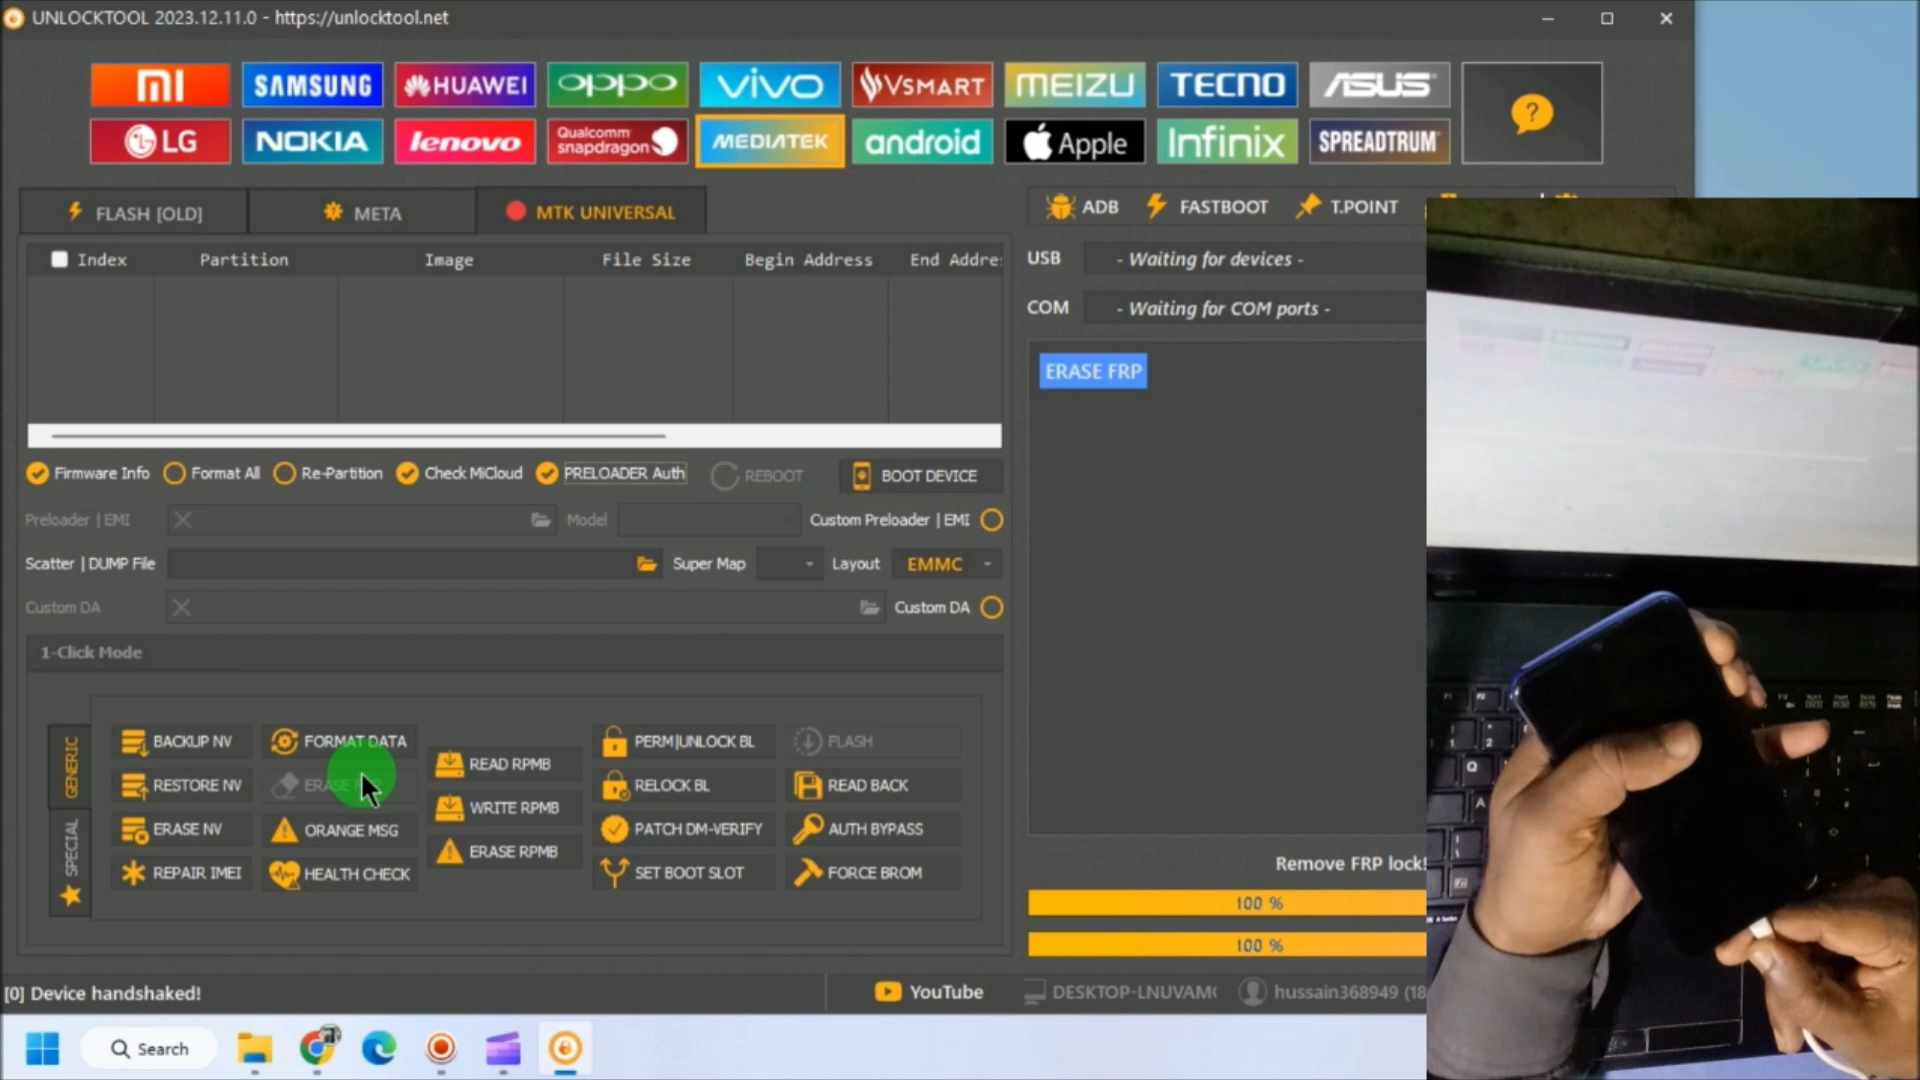 UNLOCKTOOL 2023.12.11.0 - https://unlocktool.net
mi SAMSUNG HUAWEI oppo vivo VSMART MEIZU TECNO ASUS ?
LG NOKIA lenovo Qualcomm snapdragon MEDIATEK android Apple Infinix SPREADTRUM
FLASH [OLD] META MTK UNIVERSAL ADB FASTBOOT T.POINT
Index Partition Image File Size Begin Address End Addre
USB - Waiting for devices -
COM - Waiting for COM ports -
ERASE FRP
Firmware Info Format All Re-Partition Check MiCloud PRELOADER Auth REBOOT BOOT DEVICE
Preloader | EMI Model Custom Preloader | EMI
Scatter | DUMP File Super Map Layout EMMC
Custom DA Custom DA
1-Click Mode
GENERIC
SPECIAL
BACKUP NV FORMAT DATA READ RPMB PERM|UNLOCK BL FLASH
RESTORE NV ERASE WRITE RPMB RELOCK BL READ BACK
ERASE NV ORANGE MSG ERASE RPMB PATCH DM-VERIFY AUTH BYPASS
REPAIR IMEI HEALTH CHECK SET BOOT SLOT FORCE BROM
Remove FRP lock!
100 %
100 %
[0] Device handshaked! YouTube DESKTOP-LNUVAM hussain368949 (18
Search